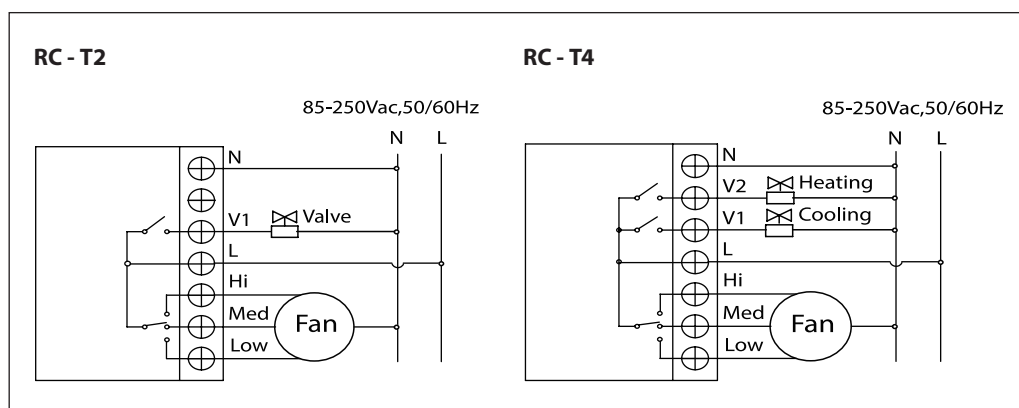 RC - T2
85-250Vac,50/60Hz
N L
N
V1 Valve
L
Hi
Med
Fan
Low
RC - T4
85-250Vac,50/60Hz
N L
N
V2 Heating
V1 Cooling
L
Hi
Med
Fan
Low